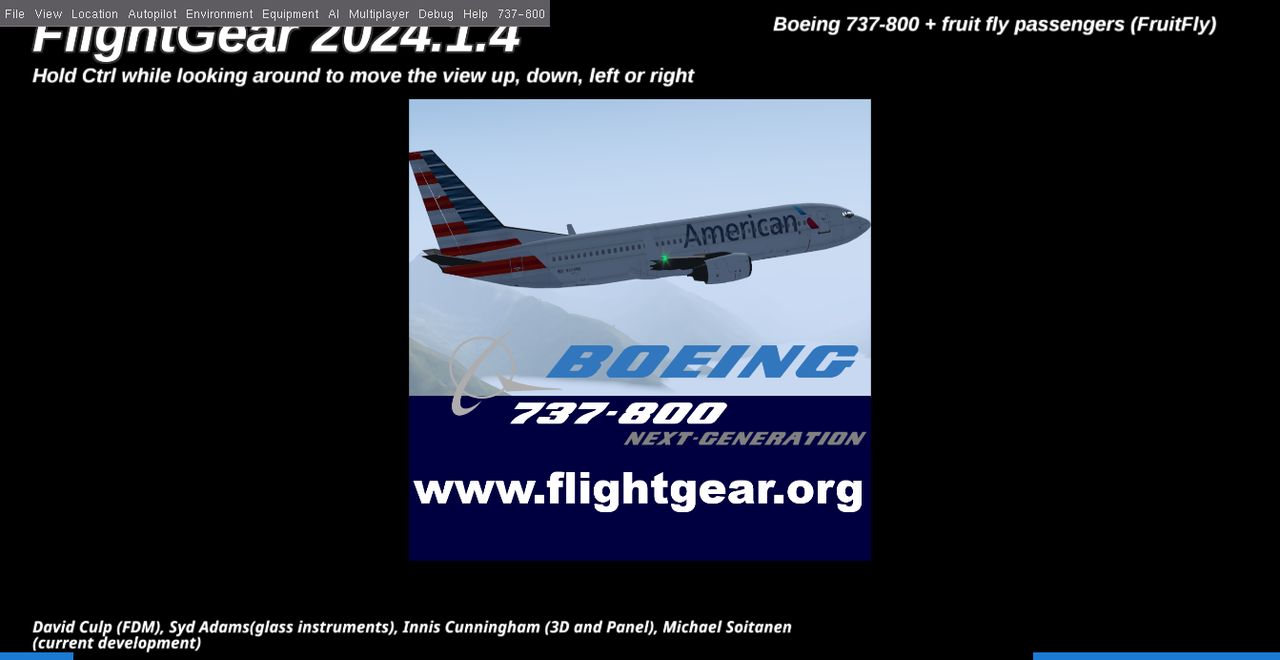 File View Location Autopilot Environment Equipment AI Multiplayer Debug Help 737-800
FlightGear 2024.1.4
Boeing 737-800 + fruit fly passengers (FruitFly)
Hold Ctrl while looking around to move the view up, down, left or right
American
BOEING
737-800
NEXT-GENERATION
www.flightgear.org
David Culp (FDM), Syd Adams(glass instruments), Innis Cunningham (3D and Panel), Michael Soitanen
(current development)